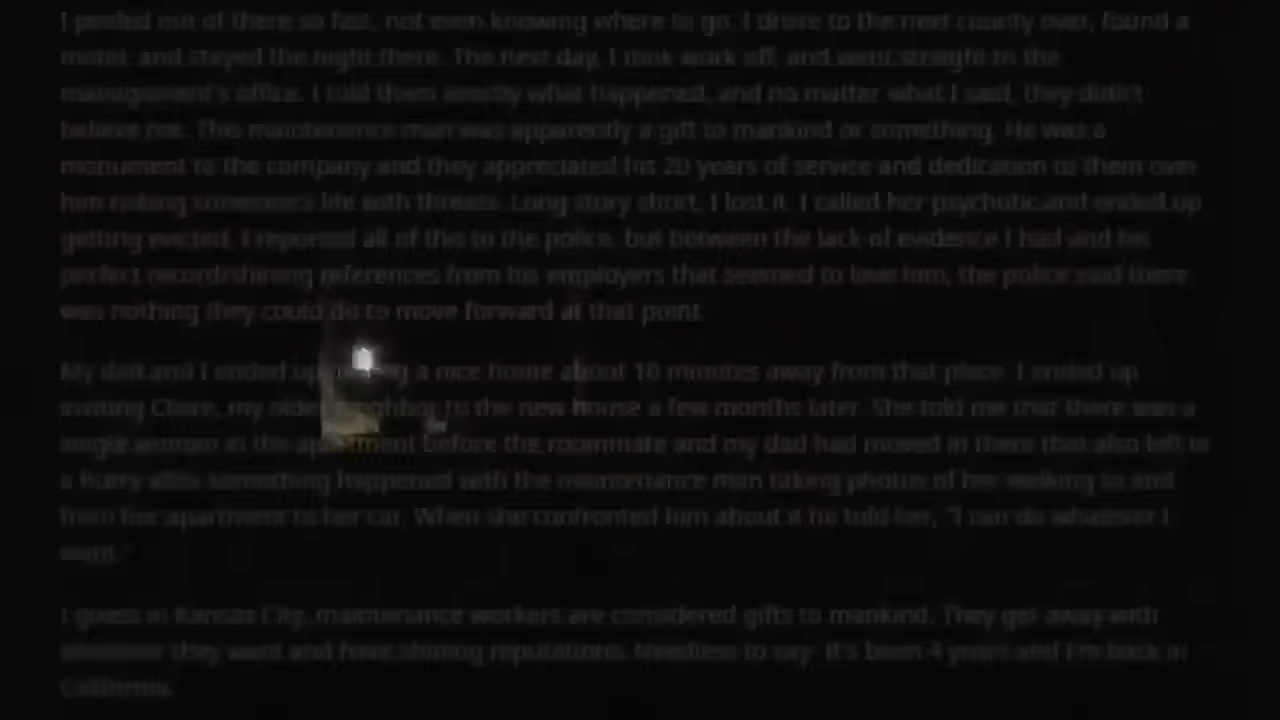 I peeled out of there so fast, not even knowing where to go. I drove to the next county over, found a
motel, and stayed the night there. The next day, I took work off, and went straight to the
management's office. I told them exactly what happened, and no matter what I said, they didn't
believe me. This maintenance man was apparently a gift to mankind or something. He was a
monument to the company and they appreciated his 20 years of service and dedication to them over
him risking someone's life with threats. Long story short, I lost it. I called her psychotic and ended up
getting evicted. I reported all of this to the police, but between the lack of evidence I had and his
perfect record/shining references from his employers that seemed to love him, the police said there
was nothing they could do to move forward at that point.
My dad and I ended up a nice home about 10 minutes away from that place. I ended up
inviting Claire, my older neighbor to the new house a few months later. She told me that there was a
single woman in the apartment before the roommate and my dad had moved in there that also left in
a hurry after something happened with the maintenance man taking photos of her walking to and
from her apartment to her car. When she confronted him about it he told her, "I can do whatever I
want."
I guess in Kansas City, maintenance workers are considered gifts to mankind. They get away with
whatever they want and have shining reputations. Needless to say. It's been 4 years and I'm back in
California.